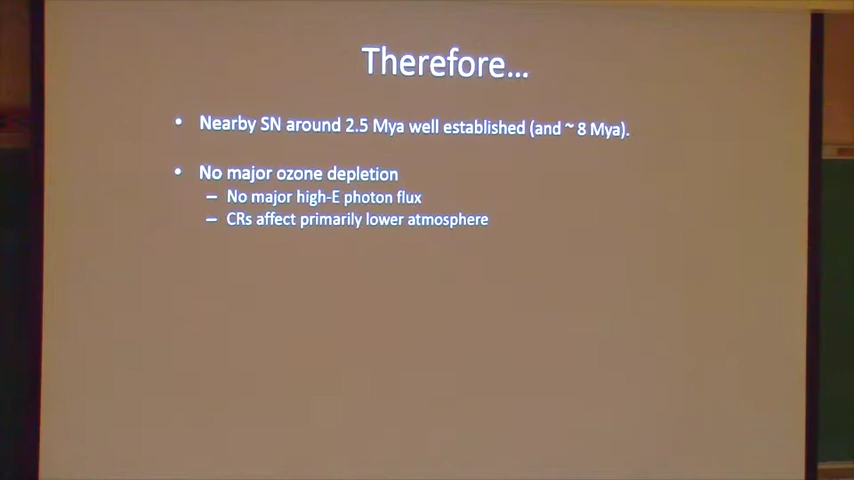 Therefore...
• Nearby SN around 2.5 Mya well established (and ~ 8 Mya).
• No major ozone depletion
– No major high-E photon flux
– CRs affect primarily lower atmosphere